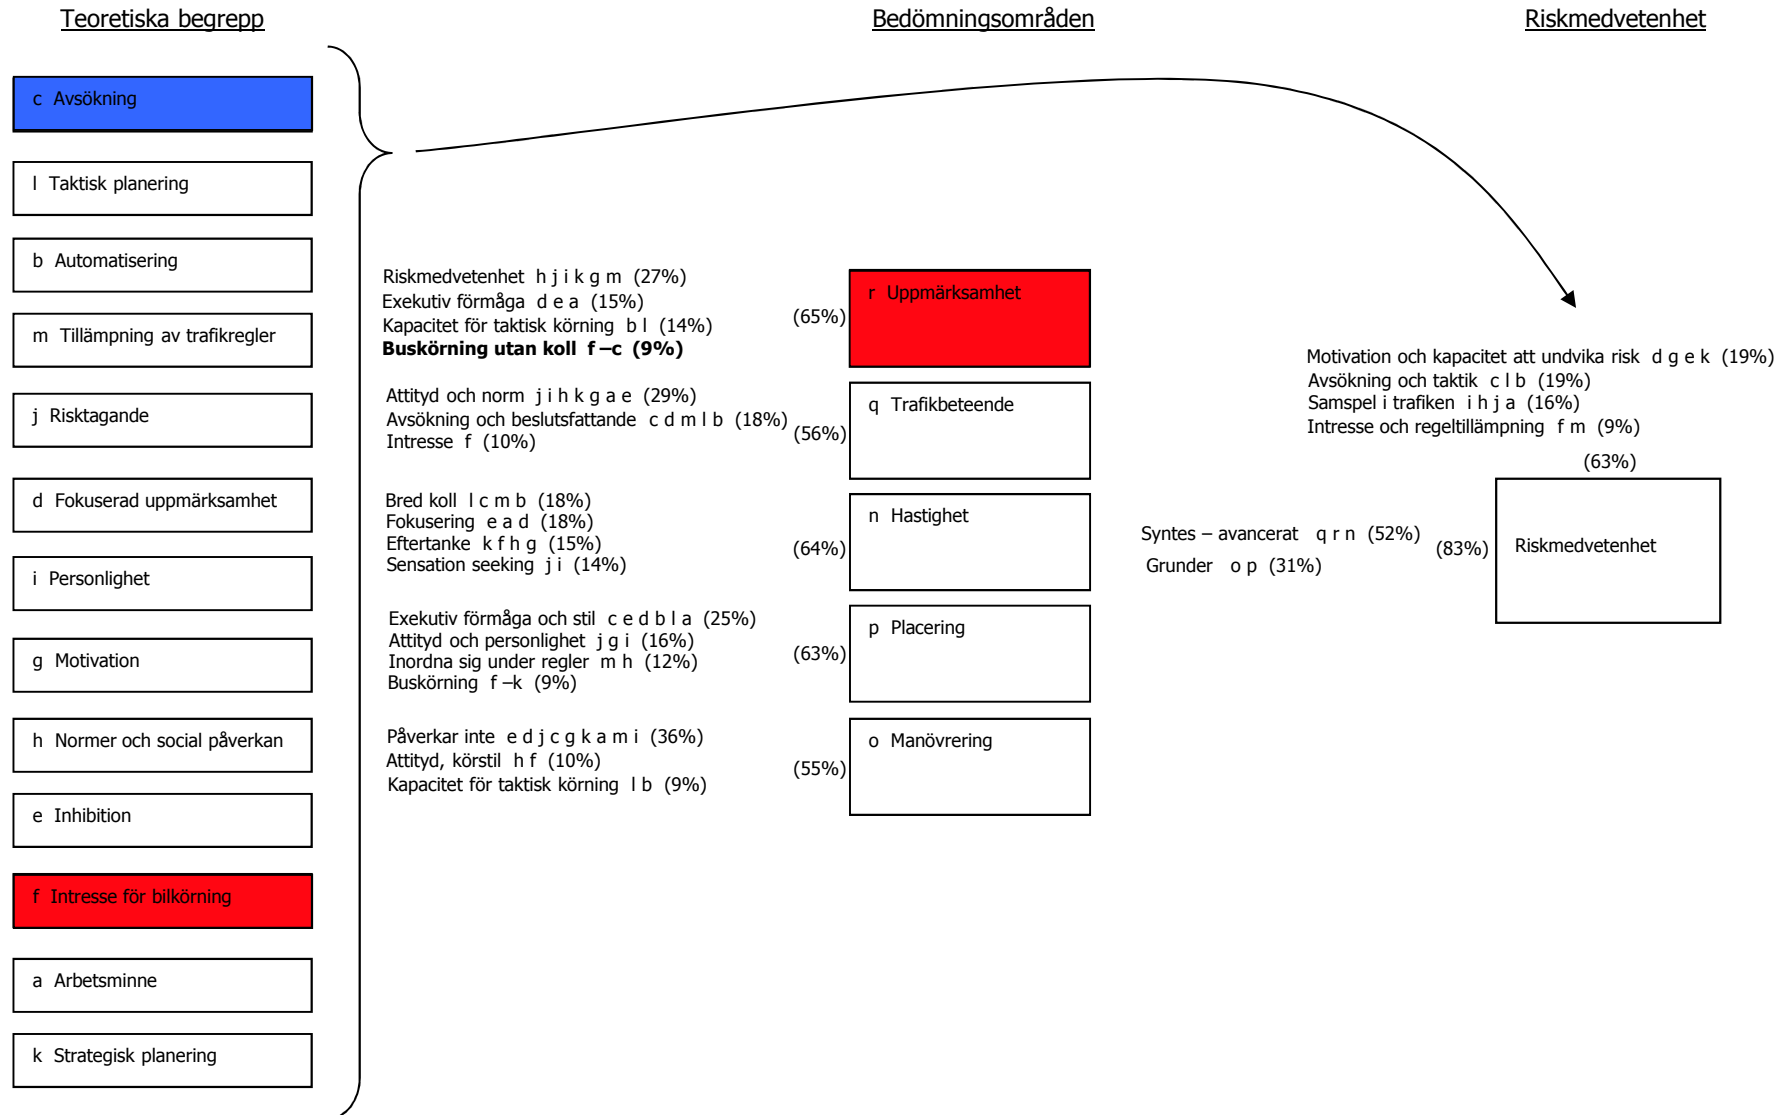 Teoretiska begrepp
Bedömningsområden
Riskmedvetenhet
c Avsökning
l Taktisk planering
b Automatisering
m Tillämpning av trafikregler
j Risktagande
d Fokuserad uppmärksamhet
i Personlighet
g Motivation
h Normer och social påverkan
e Inhibition
f Intresse för bilkörning
a Arbetsminne
k Strategisk planering
Riskmedvetenhet h j i k g m (27%)
Exekutiv förmåga d e a (15%)
Kapacitet för taktisk körning b l (14%)
Buskörning utan koll f –c (9%)
(65%)
r Uppmärksamhet
Attityd och norm j i h k g a e (29%)
Avsökning och beslutsfattande c d m l b (18%)
Intresse f (10%)
(56%)
q Trafikbeteende
Bred koll l c m b (18%)
Fokusering e a d (18%)
Eftertanke k f h g (15%)
Sensation seeking j i (14%)
(64%)
n Hastighet
Exekutiv förmåga och stil c e d b l a (25%)
Attityd och personlighet j g i (16%)
Inordna sig under regler m h (12%)
Buskörning f –k (9%)
(63%)
p Placering
Påverkar inte e d j c g k a m i (36%)
Attityd, körstil h f (10%)
Kapacitet för taktisk körning l b (9%)
(55%)
o Manövrering
Motivation och kapacitet att undvika risk d g e k (19%)
Avsökning och taktik c l b (19%)
Samspel i trafiken i h j a (16%)
Intresse och regeltillämpning f m (9%)
(63%)
Syntes – avancerat q r n (52%)
Grunder o p (31%)
(83%)
Riskmedvetenhet